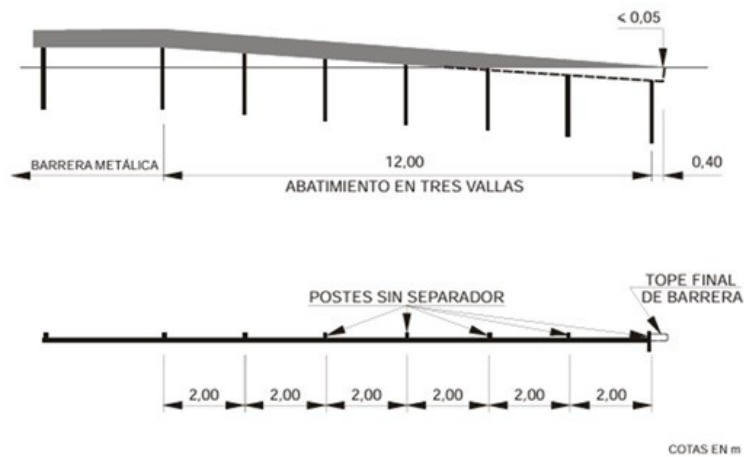 < 0,05
BARRERA METÁLICA
12,00
0,40
ABATIMIENTO EN TRES VALLAS
TOPE FINAL
DE BARRERA
POSTES SIN SEPARADOR
2,00 2,00 2,00 2,00 2,00 2,00
COTAS EN m